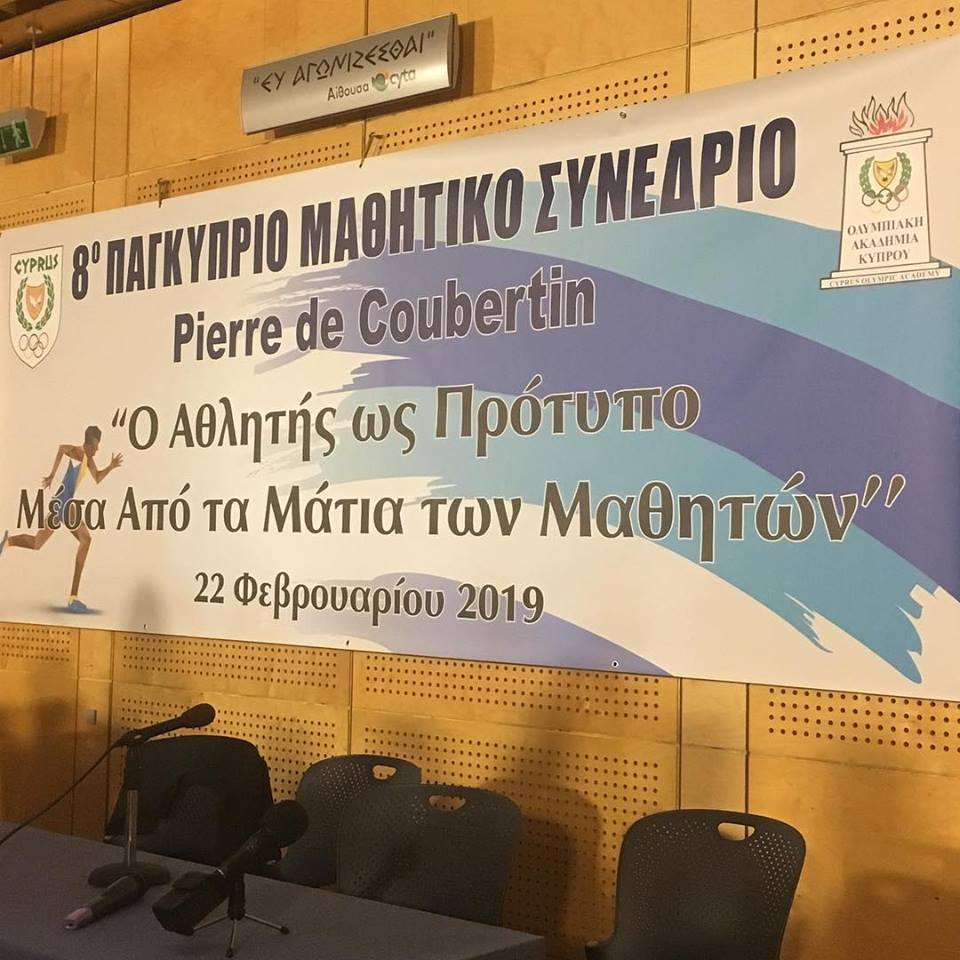 "ΕΥ ΑΓΩΝΙΖΕΣΘΑΙ"
Αίθουσα cyta
8º ΠΑΓΚΥΠΡΙΟ ΜΑΘΗΤΙΚΟ ΣΥΝΕΔΡΙΟ
Pierre de Coubertin
"Ο Αθλητής ως Πρότυπο
Μέσα Από τα Μάτια των Μαθητών"
22 Φεβρουαρίου 2019
CYPRUS
ΟΛΥΜΠΙΑΚΗ
ΑΚΑΔΗΜΙΑ
ΚΥΠΡΟΥ
CYPRUS OLYMPIC ACADEMY